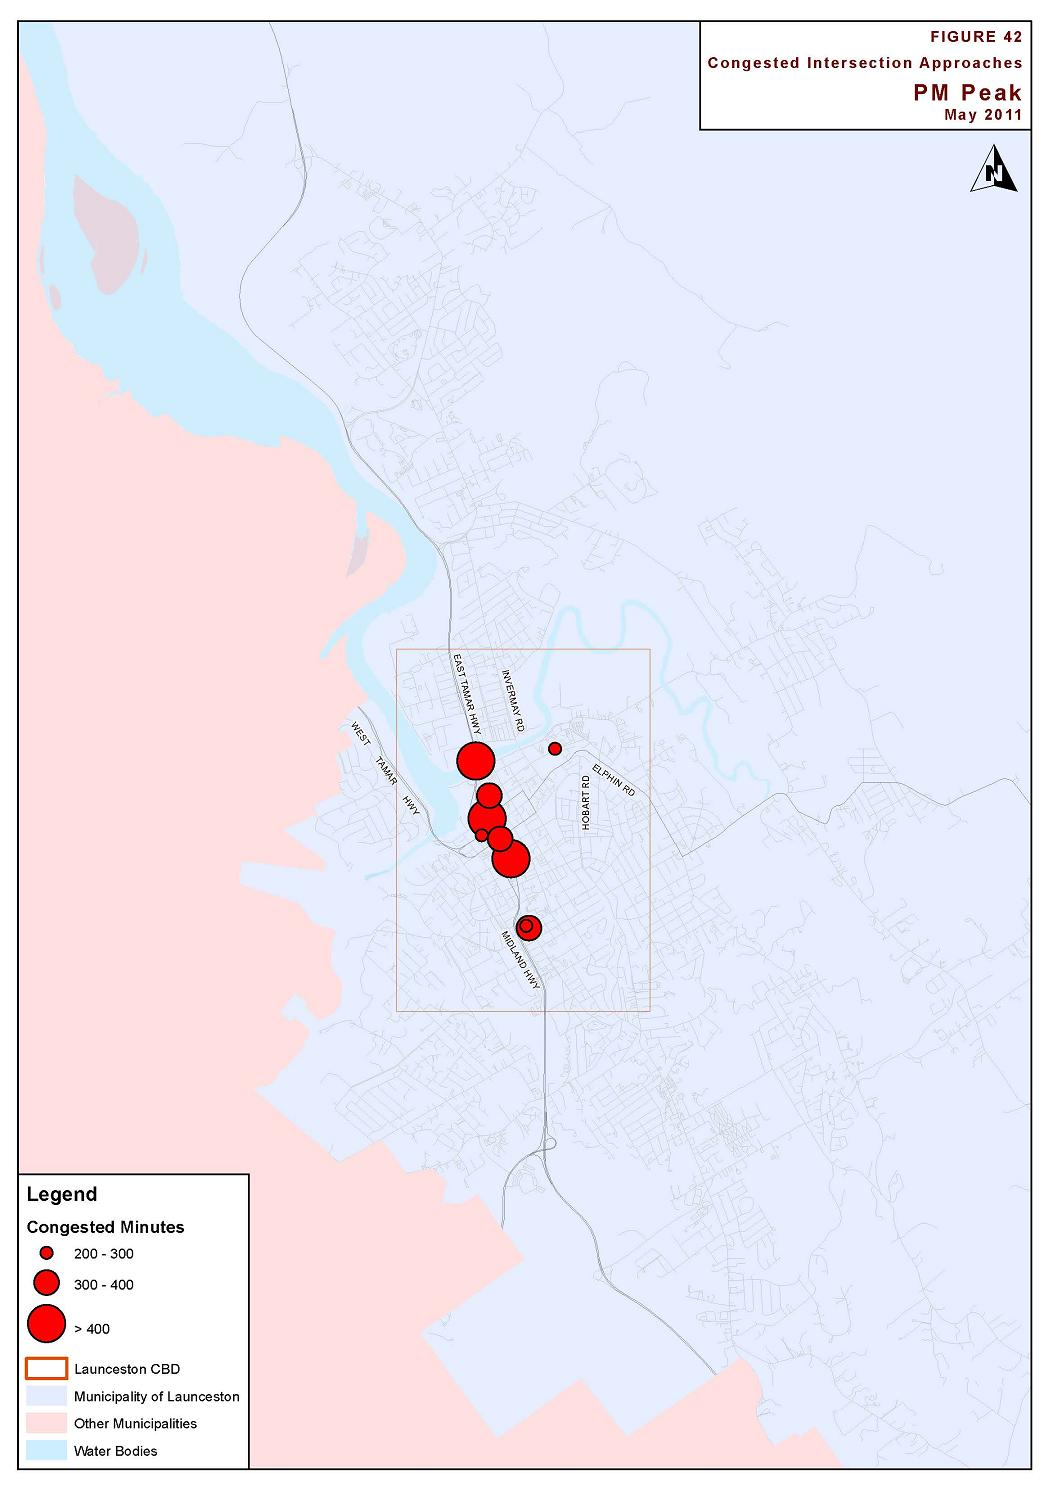 FIGURE 42
Congested Intersection Approaches
PM Peak
May 2011
N
EAST TAMAR HWY
INVERMAY RD
WEST TAMAR HWY
ELPHIN RD
HOBART RD
MIDLAND HWY
Legend
Congested Minutes
200 - 300
300 - 400
> 400
Launceston CBD
Municipality of Launceston
Other Municipalities
Water Bodies